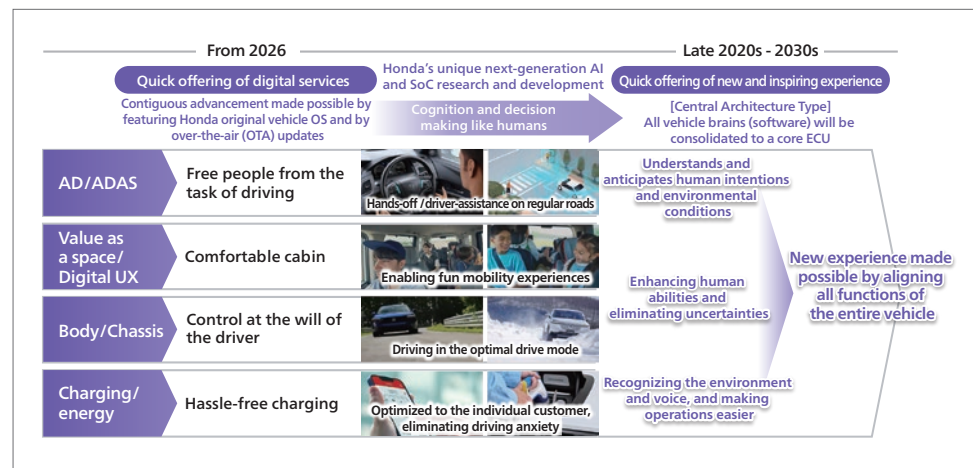 From 2026
Late 2020s - 2030s
Quick offering of digital services
Contiguous advancement made possible by
featuring Honda original vehicle OS and by
over-the-air (OTA) updates
Honda's unique next-generation AI
and SoC research and development
Cognition and decision
making like humans
Quick offering of new and inspiring experience
[Central Architecture Type]
All vehicle brains (software) will be
consolidated to a core ECU
AD/ADAS
Free people from the
task of driving
Hands-off /driver-assistance on regular roads
Value as
a space/
Digital UX
Comfortable cabin
Enabling fun mobility experiences
Body/Chassis
Control at the will of
the driver
Driving in the optimal drive mode
Charging/
energy
Hassle-free charging
Optimized to the individual customer,
eliminating driving anxiety
Understands and
anticipates human intentions
and environmental
conditions
Enhancing human
abilities and
eliminating uncertainties
Recognizing the environment
and voice, and making
operations easier
New experience made
possible by aligning
all functions of
the entire vehicle